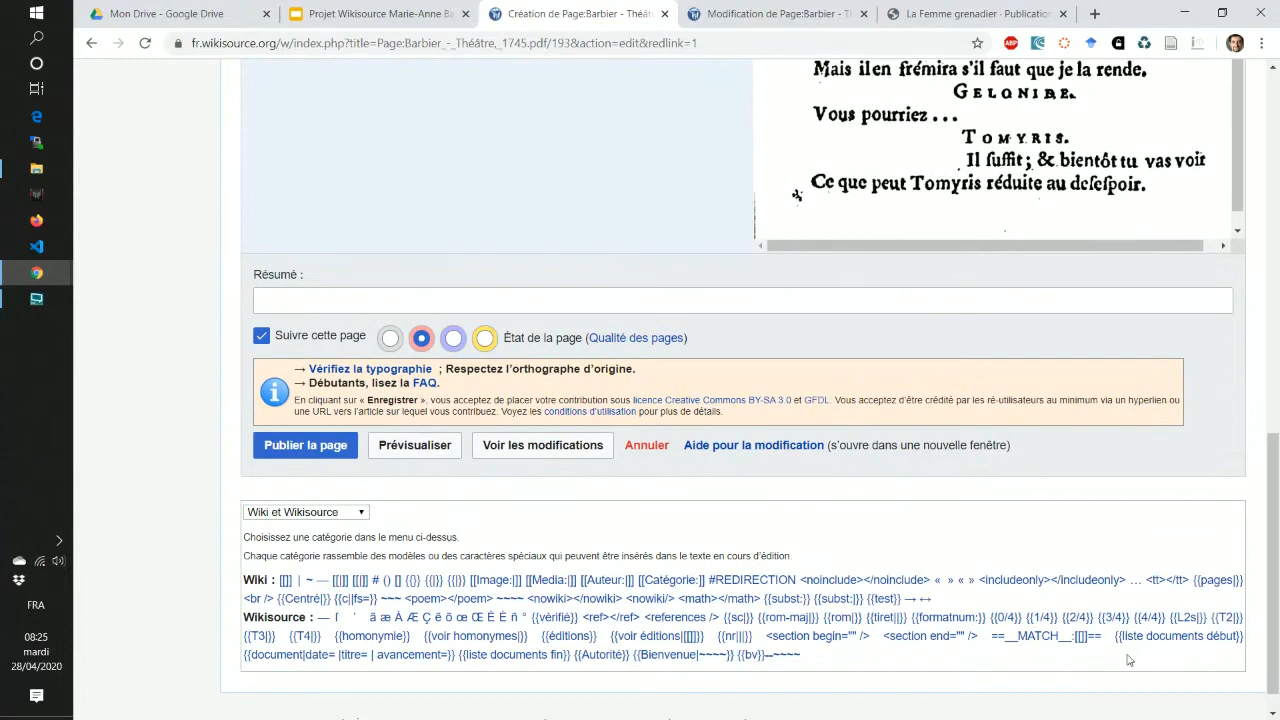 Mon Drive - Google Drive
Projet Wikisource Marie-Anne Ba
Création de Page:Barbier - Théât
Modification de Page:Barbier - T
La Femme grenadier - Publication
fr.wikisource.org/w/index.php?title=Page:Barbier_-_Théâtre,_1745.pdf/193&action=edit&redlink=1
Mais il en frémira s'il faut que je la rende.
GELONIDE.
Vous pourriez . . .
TOMYRIS.
Il ſuffit ; & bientôt tu vas voir
Ce que peut Tomyris réduite au deſeſpoir.
Résumé :
Suivre cette page
État de la page (Qualité des pages)
→ Vérifiez la typographie ; Respectez l’orthographe d’origine.
→ Débutants, lisez la FAQ.
En cliquant sur « Enregistrer », vous acceptez de placer votre contribution sous licence Creative Commons BY-SA 3.0 et GFDL. Vous acceptez d’être crédité par les ré-utilisateurs au minimum via un hyperlien ou
une URL vers l’article sur lequel vous contribuez. Voyez les conditions d’utilisation pour plus de détails.
Publier la page
Prévisualiser
Voir les modifications
Annuler
Aide pour la modification (s’ouvre dans une nouvelle fenêtre)
Wiki et Wikisource
Choisissez une catégorie dans le menu ci-dessus.
Chaque catégorie rassemble des modèles ou des caractères spéciaux qui peuvent être insérés dans le texte en cours d’édition.
Wiki : [[]] | ~ — [[|]] [[|]] # () [] {{}} {{|}} {{|}} [[Image:|]] [[Media:|]] [[Auteur:|]] [[Catégorie:]] #REDIRECTION <noinclude></noinclude> « » « » <includeonly></includeonly> … <tt></tt> {{pages|}}
<br /> {{Centré|}} {{c|fs=}} ~~~ <poem></poem> ~~~~ <nowiki></nowiki> <nowiki/> <math></math> {{subst:}} {{subst:|}} {{test}} → ↔
Wikisource : — ſ ʹ ã æ À Æ Ç ë õ œ Œ É È ñ ° {{vérifié}} <ref></ref> <references /> {{sc|}} {{rom-maj|}} {{rom|}} {{tiret||}} {{formatnum:}} {{0/4}} {{1/4}} {{2/4}} {{3/4}} {{4/4}} {{L2s|}} {{T2|}}
{{T3|}} {{T4|}} {{homonymie}} {{voir homonymes|}} {{éditions}} {{voir éditions|[[]]}} {{nr|||}} <section begin="" /> <section end="" /> ==__MATCH__:[[]]== {{liste documents début}}
{{document|date= |titre= | avancement=}} {{liste documents fin}} {{Autorité}} {{Bienvenue|~~~~}} {{bv}}--~~~~
FRA
08:25
mardi
28/04/2020